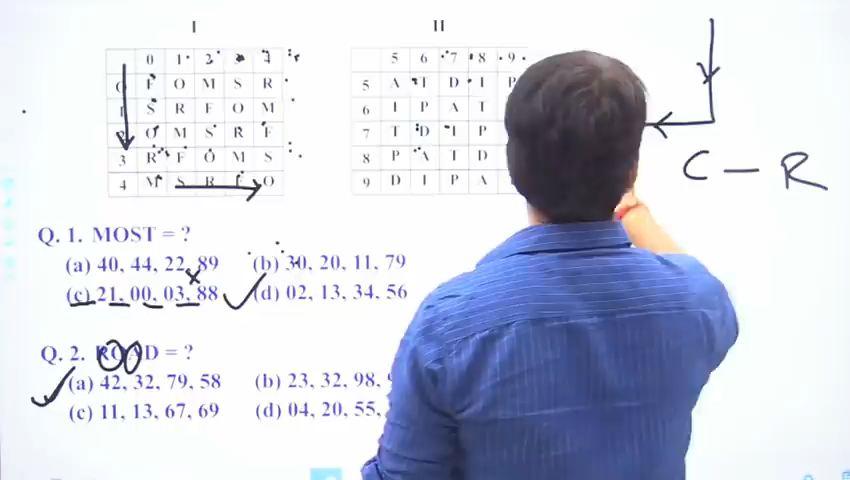 I II
0 1 2 3 4
0 F O M S R
1 S R F O M
2 O M S R F
3 R F O M S
4 M S R F O
5 6 7 8 9
5 A T D I P
6 I P A T
7 T D I P
8 P A T D
9 D I P A
C - R
Q. 1. MOST = ?
(a) 40, 44, 22, 89 (b) 30, 20, 11, 79
(c) 21, 00, 03, 88 (d) 02, 13, 34, 56
Q. 2. ROAD = ?
(a) 42, 32, 79, 58 (b) 23, 32, 98,
(c) 11, 13, 67, 69 (d) 04, 20, 55,